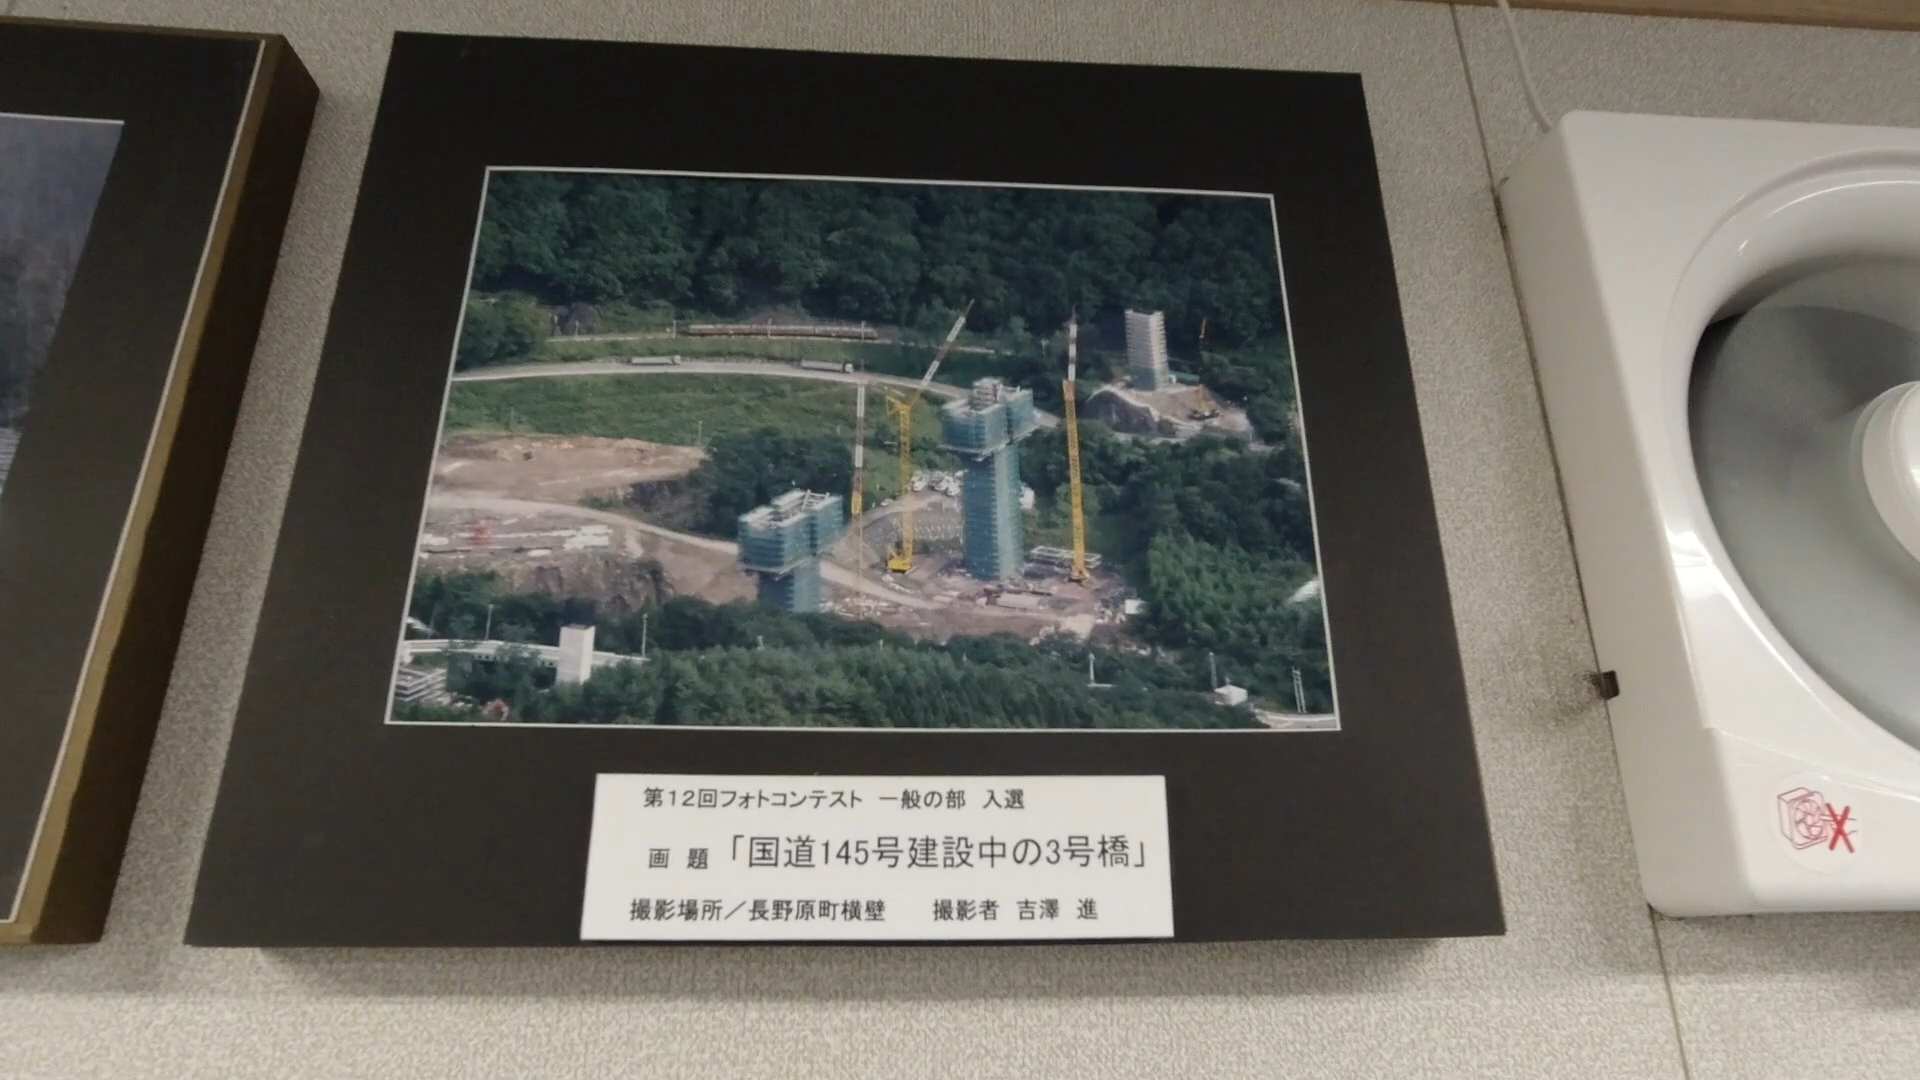 第12回フォトコンテスト 一般の部 入選
画 題 「国道145号建設中の3号橋」
撮影場所／長野原町横壁 撮影者 吉澤 進